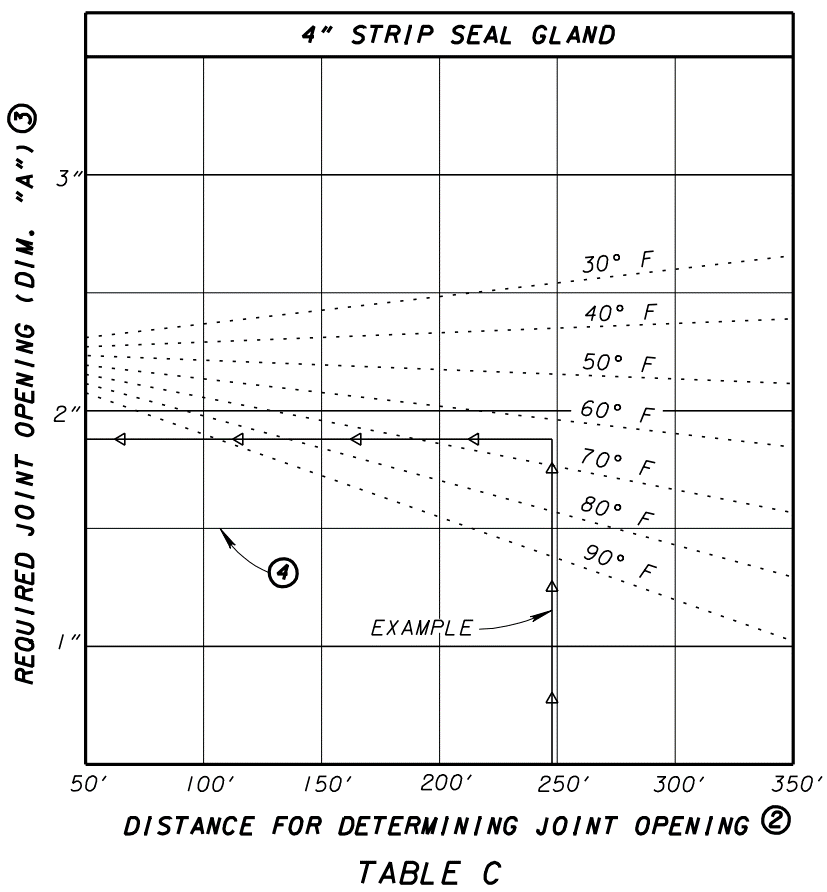 4" STRIP SEAL GLAND
REQUIRED JOINT OPENING (DIM. "A") ③
3"
2"
1"
30° F
40° F
50° F
60° F
70° F
80° F
90° F
④
EXAMPLE
50' 100' 150' 200' 250' 300' 350'
DISTANCE FOR DETERMINING JOINT OPENING ②
TABLE C